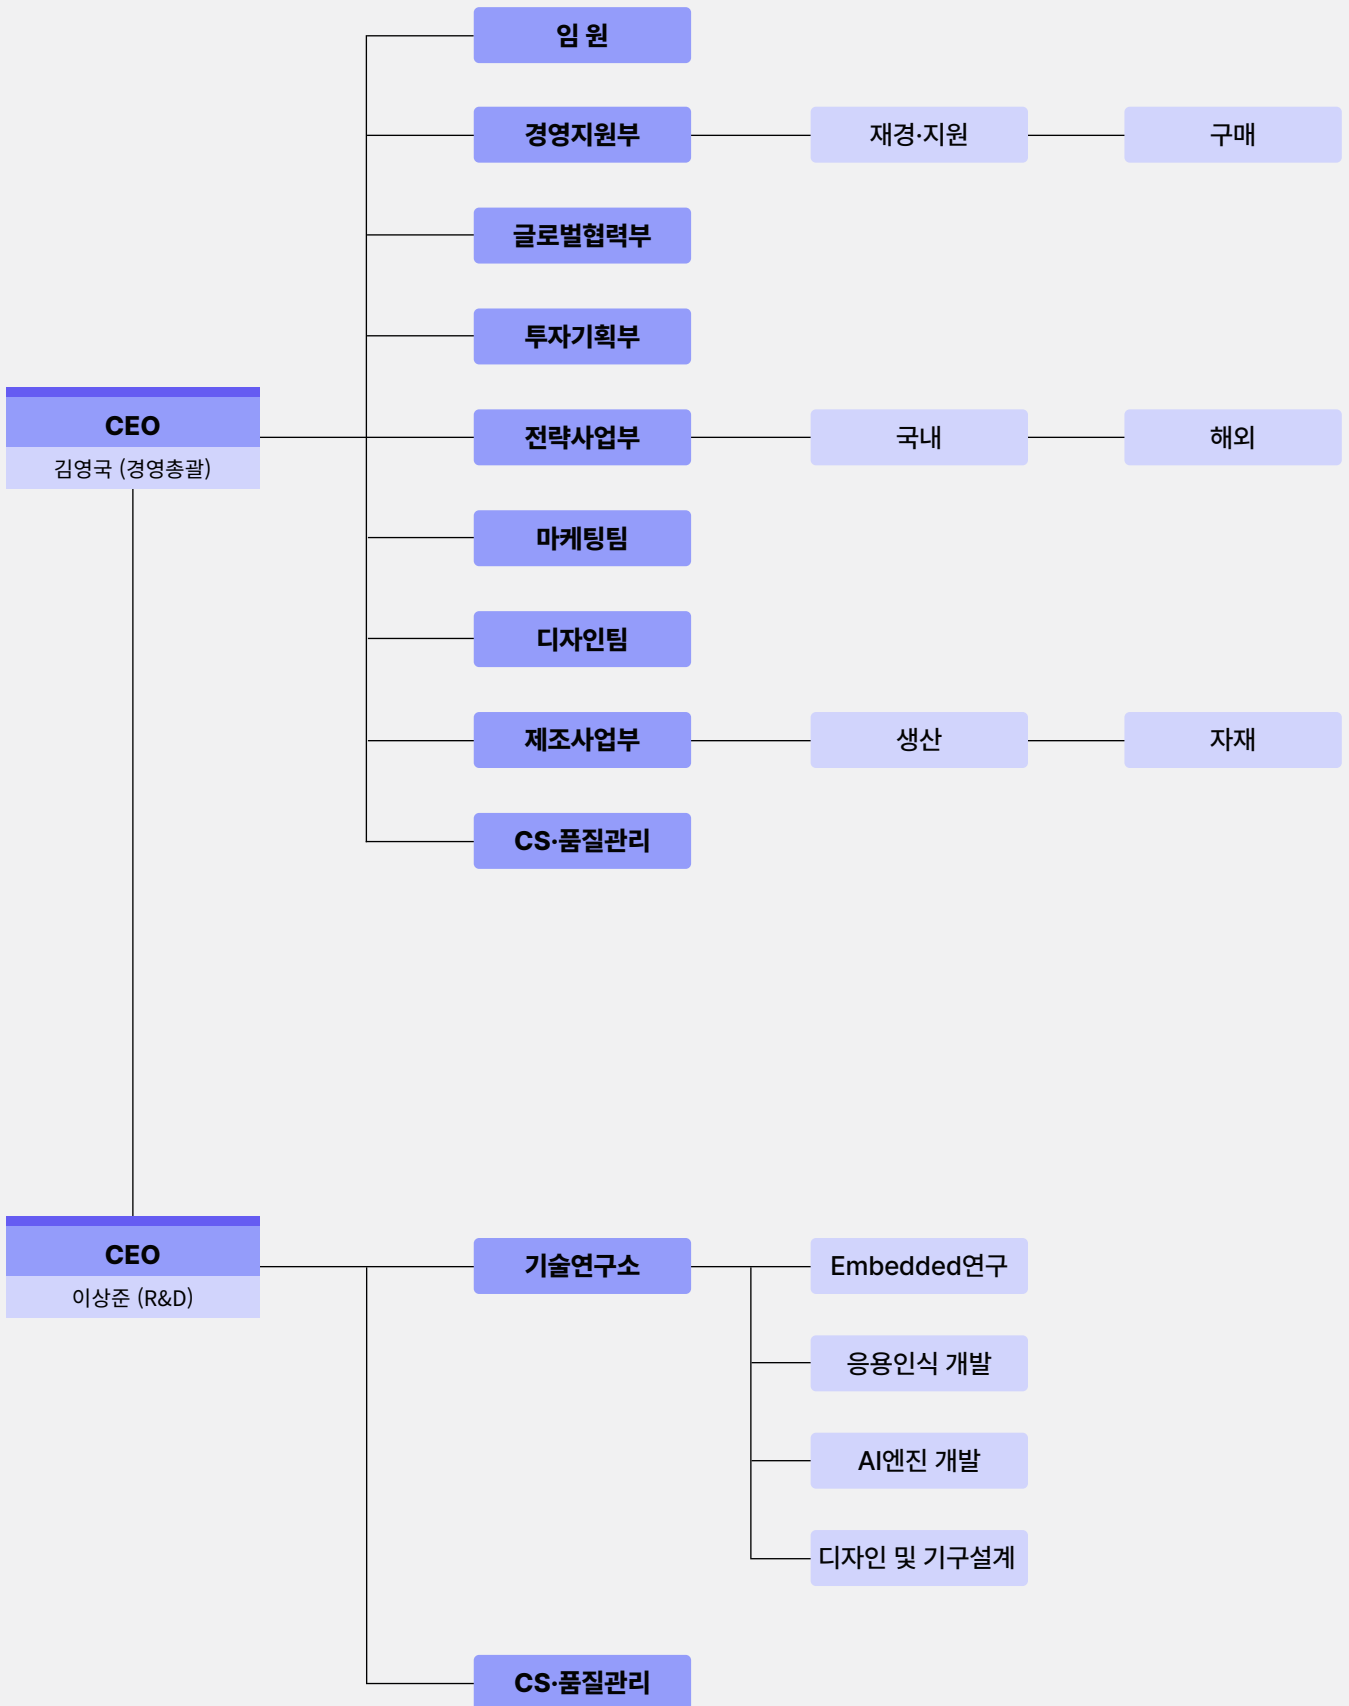 임 원
경영지원부
재경·지원
구매
글로벌협력부
투자기획부
CEO
김영국 (경영총괄)
전략사업부
국내
해외
마케팅팀
디자인팀
제조사업부
생산
자재
CS·품질관리
CEO
이상준 (R&D)
기술연구소
Embedded연구
응용인식 개발
AI엔진 개발
디자인 및 기구설계
CS·품질관리